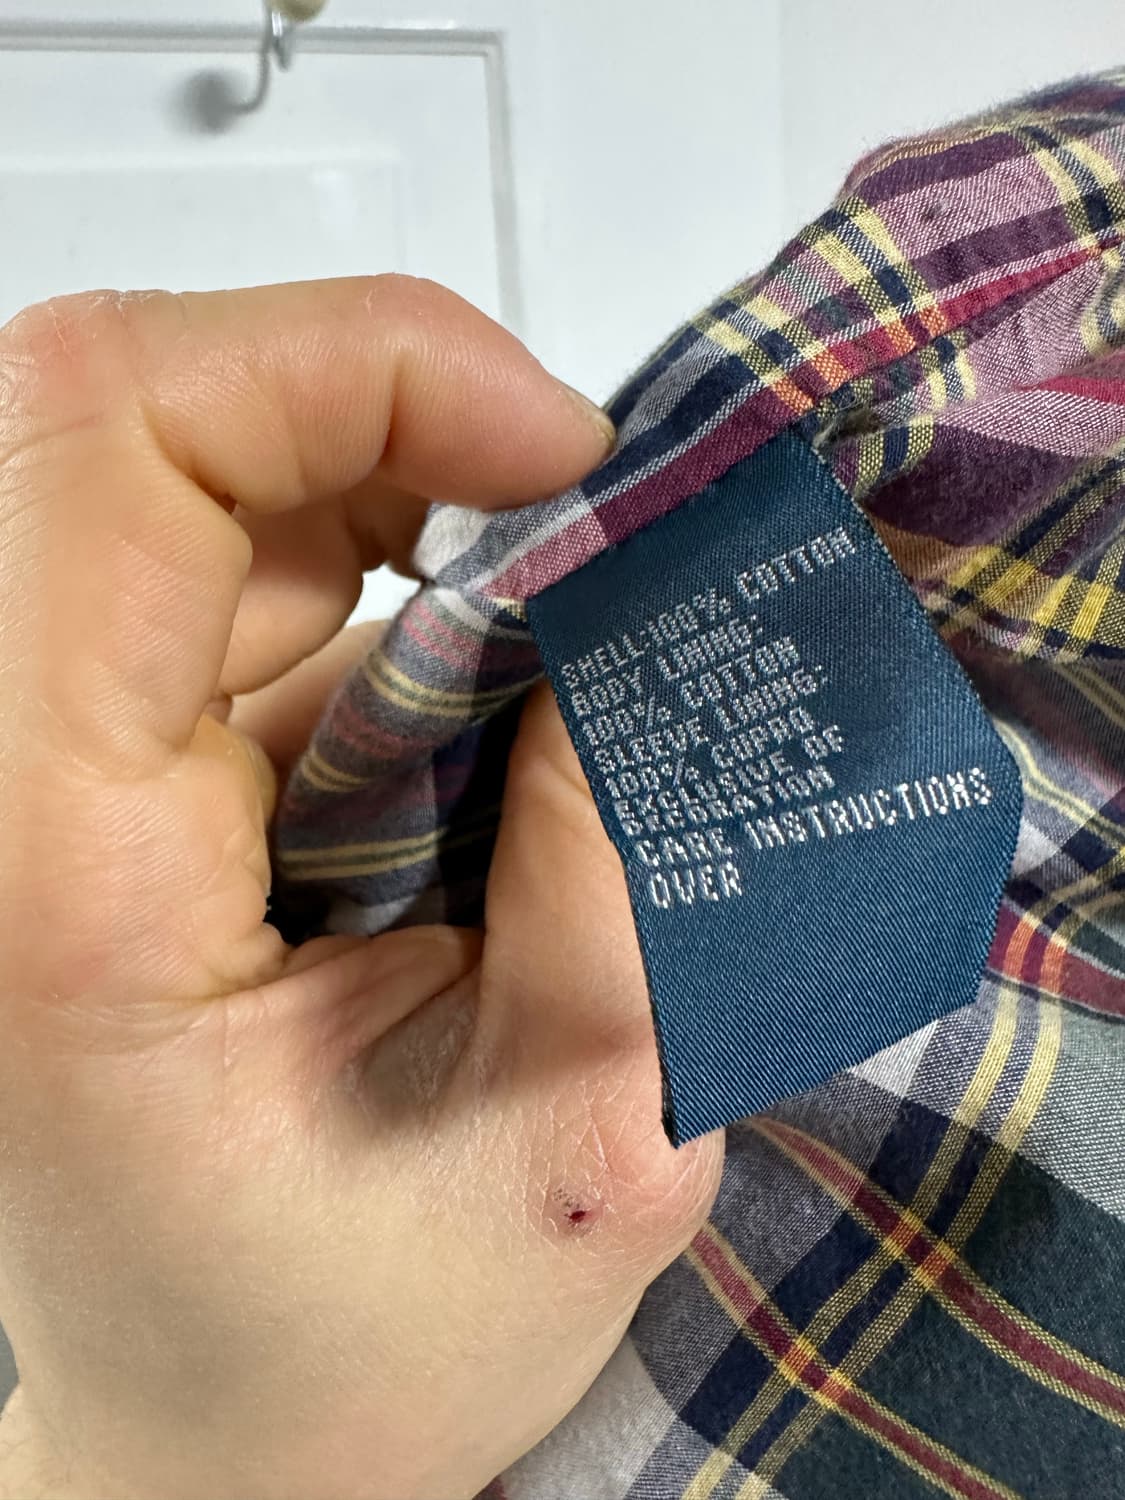 SHELL:100% COTTON
BODY LINING:
100% COTTON
SLEEVE LINING:
100% CUPRO
EXCLUSIVE OF
DECORATION
CARE INSTRUCTIONS
OVER